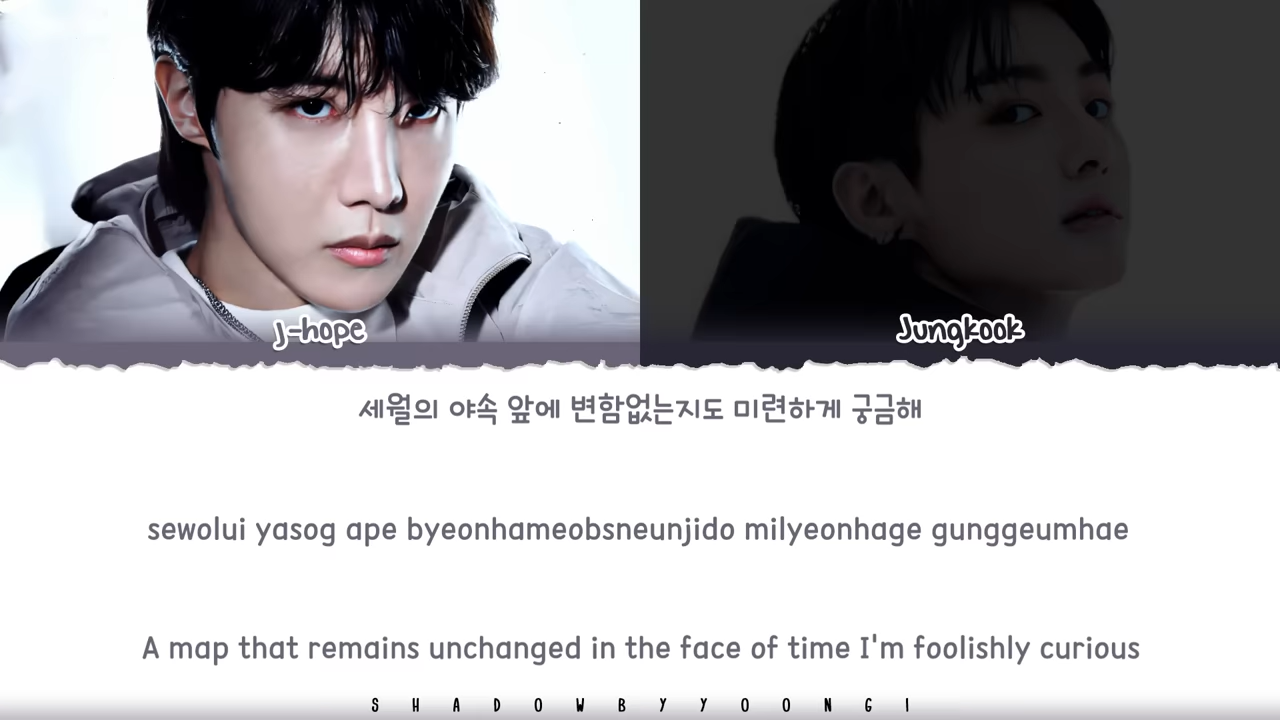 J-hope
Jungkook
세월의 야속 앞에 변함없는지도 미련하게 궁금해
sewolui yasog ape byeonhameobsneunjido milyeonhage gunggeumhae
A map that remains unchanged in the face of time I'm foolishly curious
SHADOWBYYOONGI